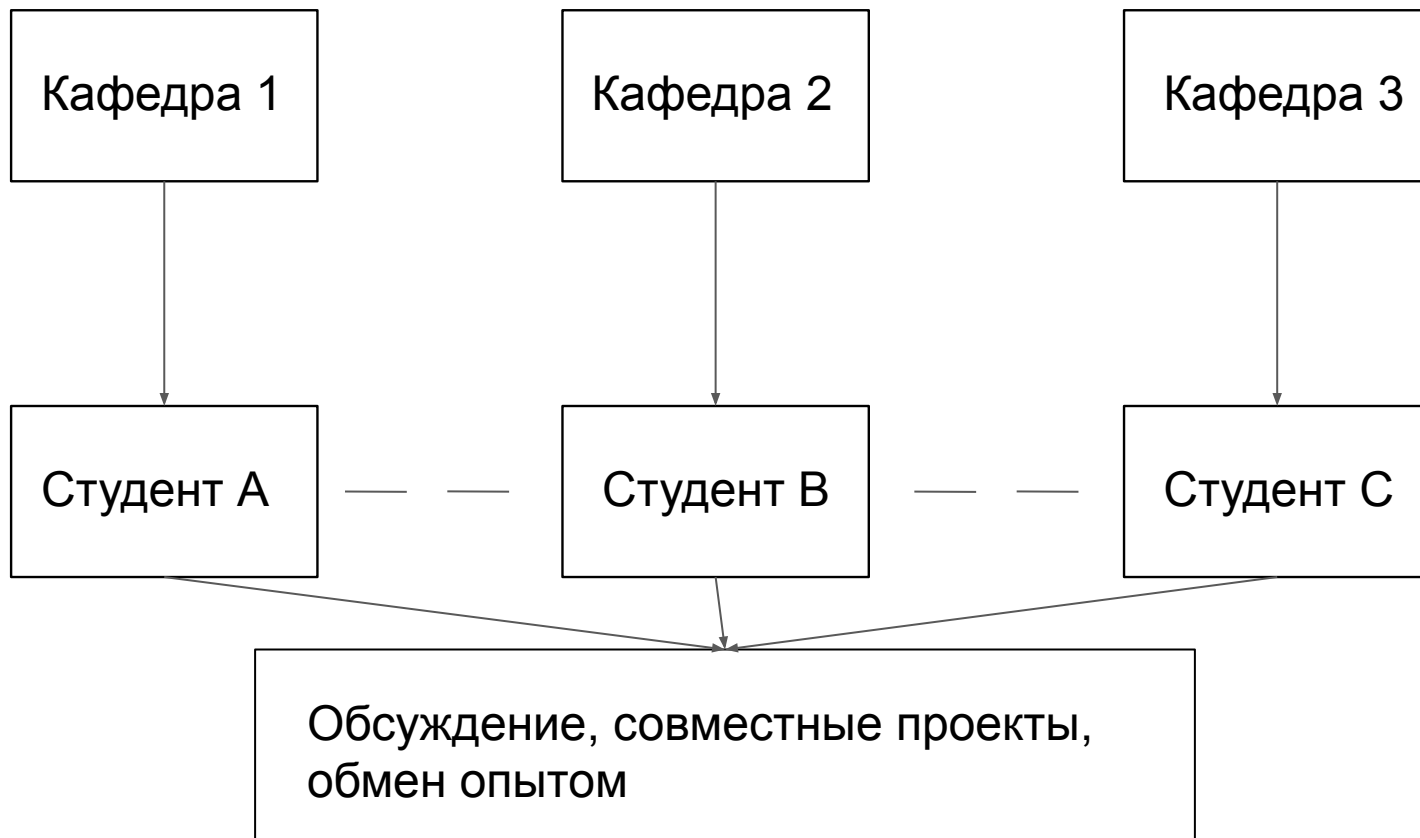 Кафедра 1
Кафедра 2
Кафедра 3
Студент А
Студент В
Студент С
Обсуждение, совместные проекты,
обмен опытом